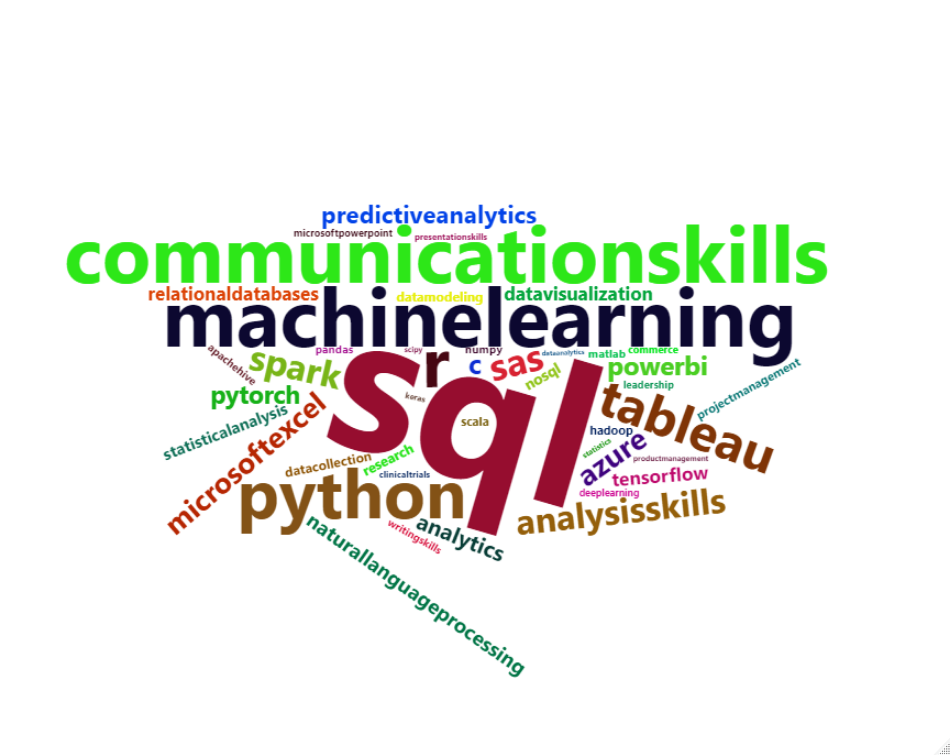 predictiveanalytics
microsoftpowerpoint
presentationskills
communicationskills
relationaldatabases
datamodeling
datavisualization
machinelearning
apachehive
pandas
scipy
numpy
dataanalytics
matlab
commerce
spark
r
c
sas
nosql
powerbi
leadership
projectmanagement
pytorch
keras
sql
tableau
statisticalanalysis
microsoftexcel
scala
hadoop
statistics
azure
productmanagement
datacollection
research
clinicaltrials
tensorflow
deeplearning
python
analysisskills
writingskills
analytics
naturallanguageprocessing